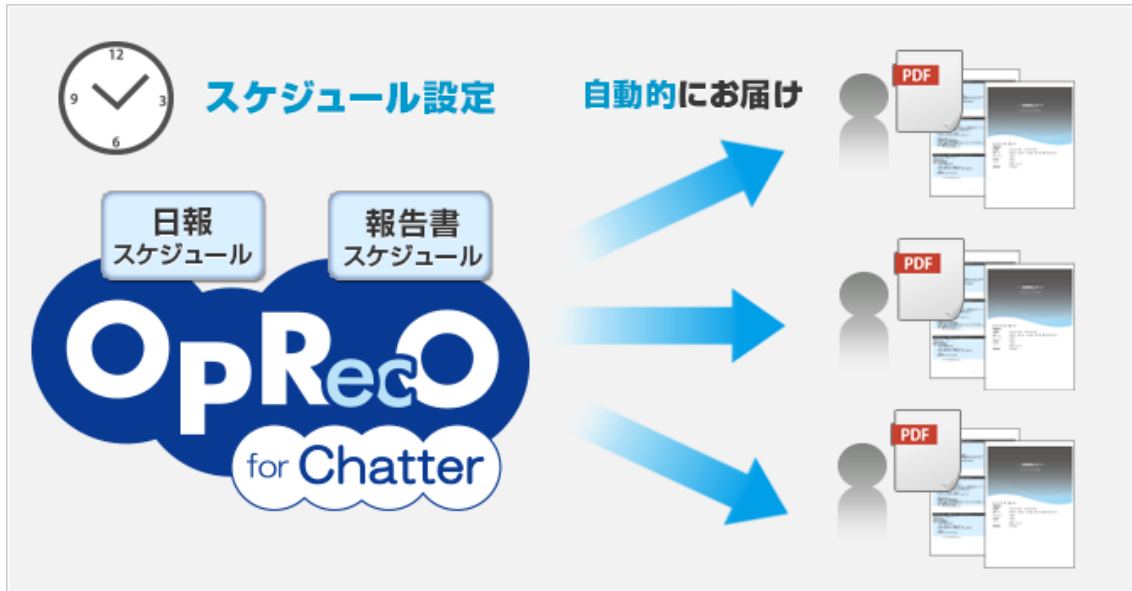 12
3
6
9
スケジュール設定
自動的にお届け
日報
スケジュール
報告書
スケジュール
OpRecO
for Chatter
PDF
PDF
PDF